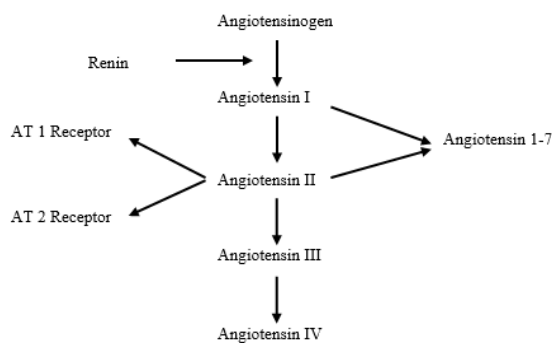 Angiotensinogen
Renin
Angiotensin I
AT 1 Receptor
Angiotensin 1-7
Angiotensin II
AT 2 Receptor
Angiotensin III
Angiotensin IV